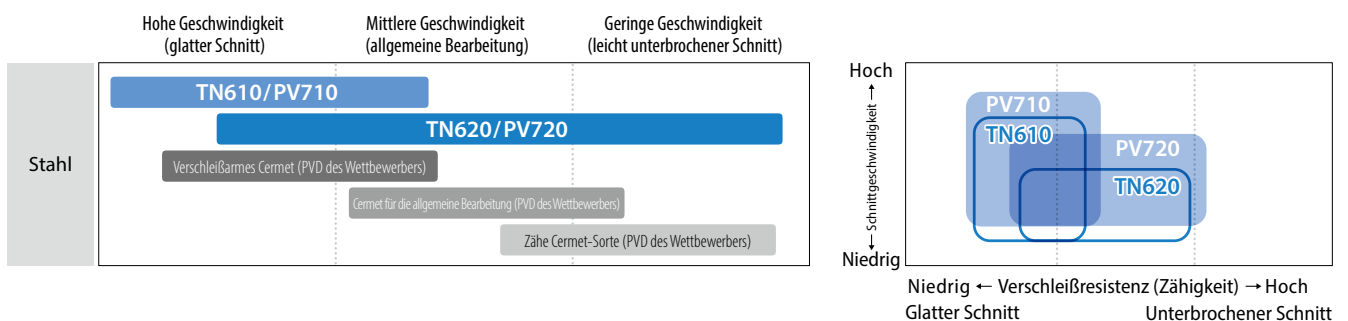 Hohe Geschwindigkeit
(glatter Schnitt)
Mittlere Geschwindigkeit
(allgemeine Bearbeitung)
Geringe Geschwindigkeit
(leicht unterbrochener Schnitt)
Stahl
TN610/PV710
TN620/PV720
Verschleißarmes Cermet (PVD des Wettbewerbers)
Cermet für die allgemeine Bearbeitung (PVD des Wettbewerbers)
Zähe Cermet-Sorte (PVD des Wettbewerbers)
Hoch
← Schnittgeschwindigkeit →
Niedrig
PV710
TN610
PV720
TN620
Niedrig ← Verschleißresistenz (Zähigkeit) → Hoch
Glatter Schnitt
Unterbrochener Schnitt